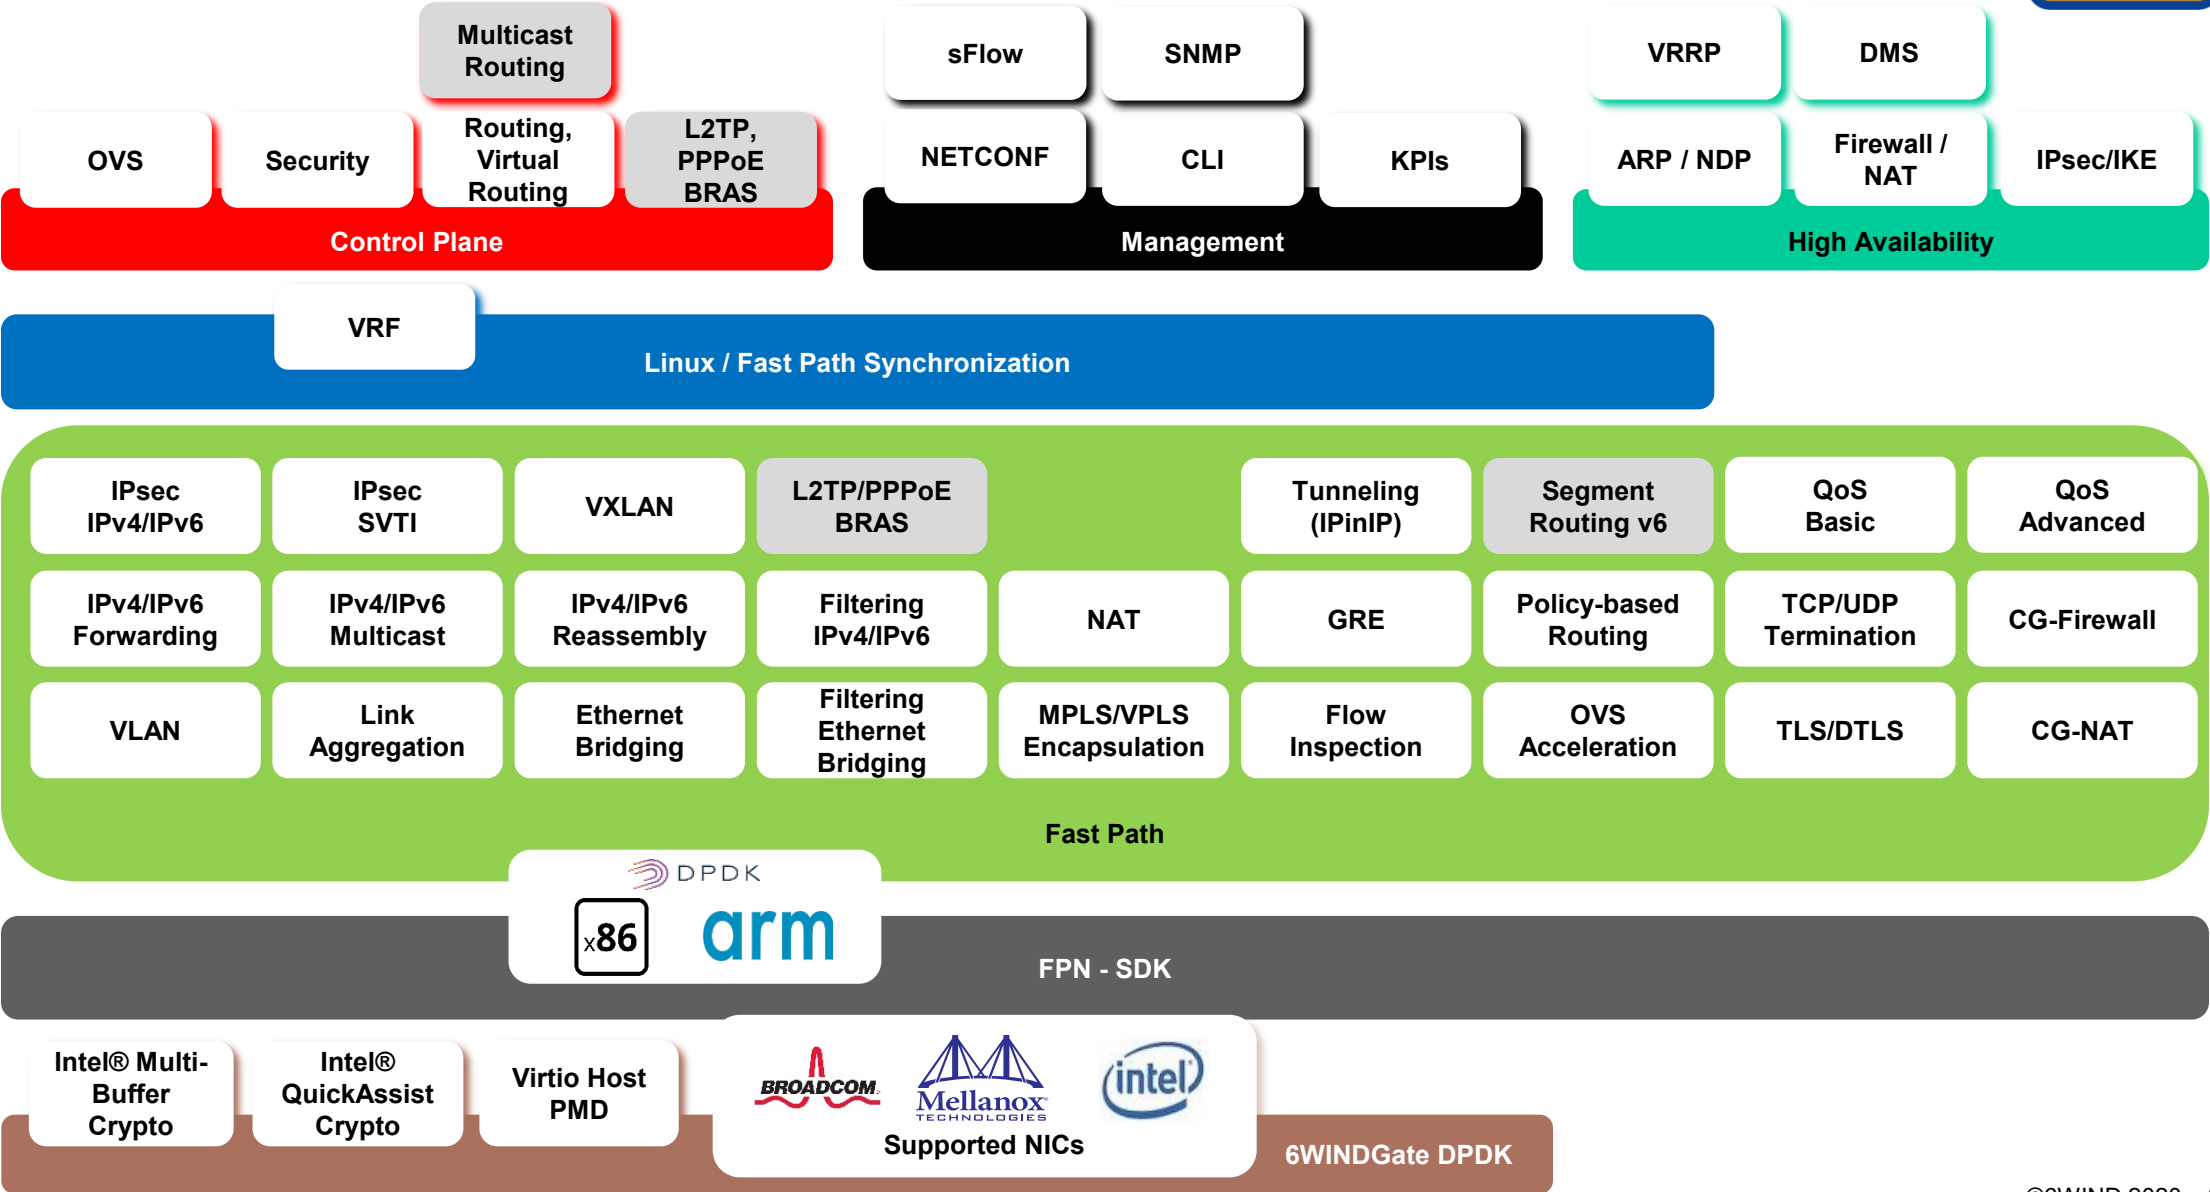 Multicast
Routing
sFlow
SNMP
VRRP
DMS
OVS
Security
Routing,
Virtual
Routing
L2TP,
PPPoE
BRAS
NETCONF
CLI
KPIs
ARP / NDP
Firewall /
NAT
IPsec/IKE
Control Plane
Management
High Availability
VRF
Linux / Fast Path Synchronization
IPsec
IPv4/IPv6
IPsec
SVTI
VXLAN
L2TP/PPPoE
BRAS
Tunneling
(IPinIP)
Segment
Routing v6
QoS
Basic
QoS
Advanced
IPv4/IPv6
Forwarding
IPv4/IPv6
Multicast
IPv4/IPv6
Reassembly
Filtering
IPv4/IPv6
NAT
GRE
Policy-based
Routing
TCP/UDP
Termination
CG-Firewall
VLAN
Link
Aggregation
Ethernet
Bridging
Filtering
Ethernet
Bridging
MPLS/VPLS
Encapsulation
Flow
Inspection
OVS
Acceleration
TLS/DTLS
CG-NAT
Fast Path
DPDK
x86
arm
FPN - SDK
Intel® Multi-
Buffer
Crypto
Intel®
QuickAssist
Crypto
Virtio Host
PMD
BROADCOM
Mellanox
TECHNOLOGIES
intel
Supported NICs
6WINDGate DPDK